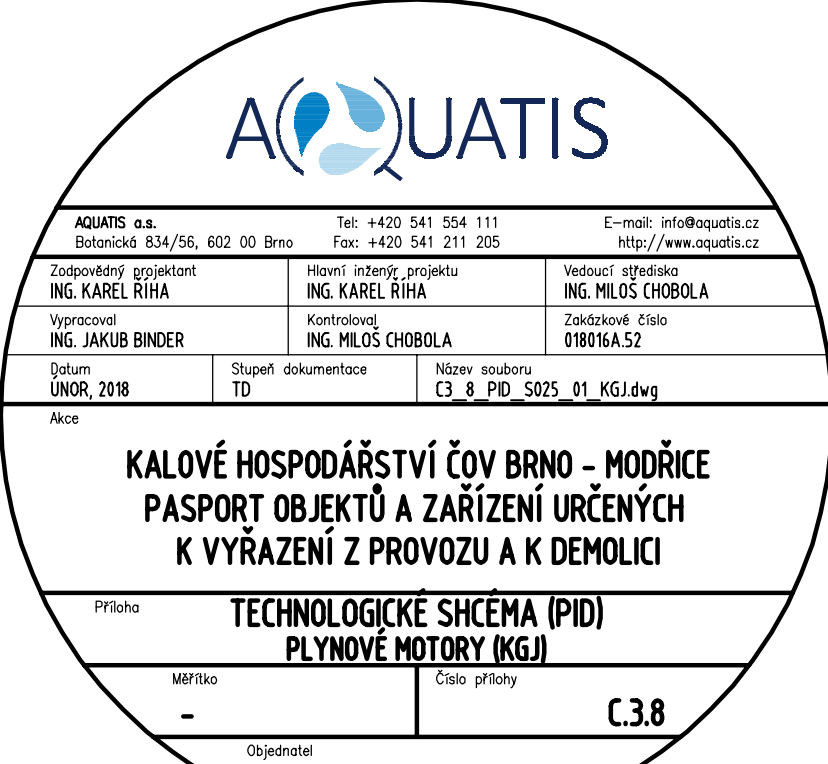 AQUATIS
AQUATIS a.s. Tel: +420 541 554 111 E-mail: info@aquatis.cz
Botanická 834/56, 602 00 Brno Fax: +420 541 211 205 http://www.aquatis.cz
Zodpovědný projektant Hlavní inženýr projektu Vedoucí střediska
ING. KAREL ŘÍHA ING. KAREL ŘÍHA ING. MILOŠ CHOBOLA
Vypracoval Kontroloval Zakázkové číslo
ING. JAKUB BINDER ING. MILOŠ CHOBOLA 018016A.52
Datum Stupeň dokumentace Název souboru
ÚNOR, 2018 TD C3_8_PID_SO25_01_KGJ.dwg
Akce
KALOVÉ HOSPODÁŘSTVÍ ČOV BRNO - MODŘICE
PASPORT OBJEKTŮ A ZAŘÍZENÍ URČENÝCH
K VYŘAZENÍ Z PROVOZU A K DEMOLICI
Příloha TECHNOLOGICKÉ SHCÉMA (PID)
PLYNOVÉ MOTORY (KGJ)
Měřítko Číslo přílohy
- C.3.8
Objednatel